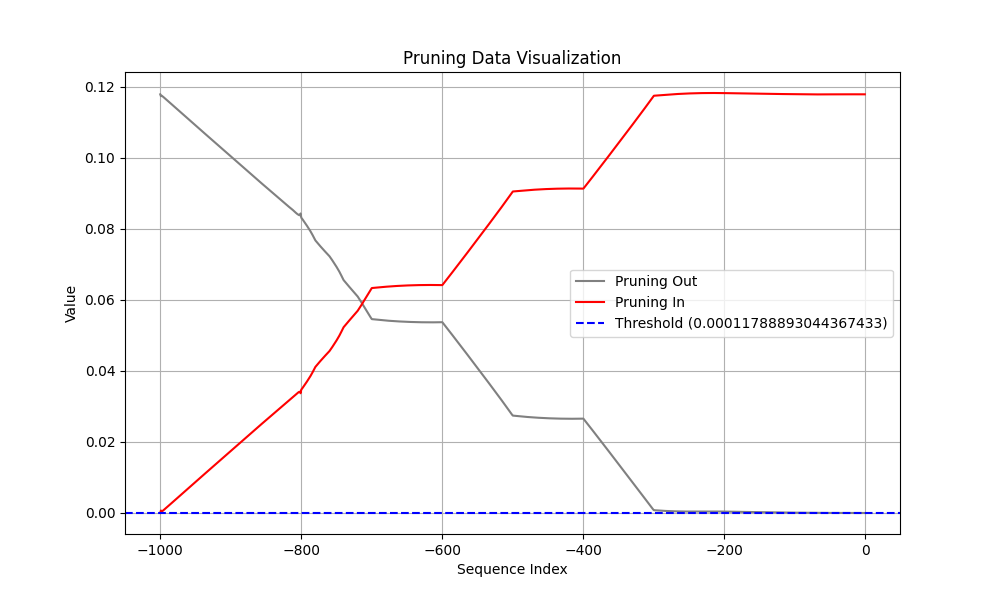 Pruning Data Visualization
0.12
0.10
0.08
0.06
0.04
0.02
0.00
Value
Pruning Out
Pruning In
Threshold (0.00011788893044367433)
−1000
−800
−600
−400
−200
0
Sequence Index